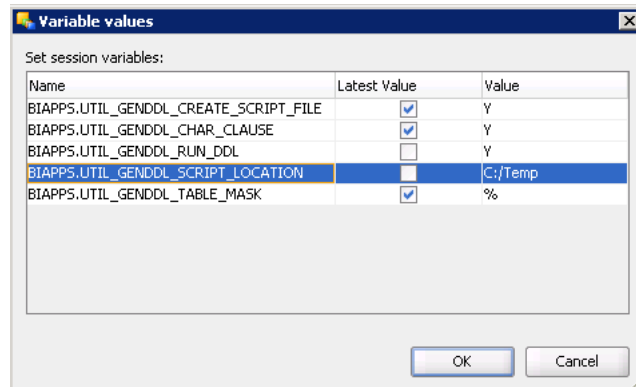 Variable values
Set session variables:
Name Latest Value Value
BIAPPS.UTIL_GENDDL_CREATE_SCRIPT_FILE Y
BIAPPS.UTIL_GENDDL_CHAR_CLAUSE Y
BIAPPS.UTIL_GENDDL_RUN_DDL Y
BIAPPS.UTIL_GENDDL_SCRIPT_LOCATION C:/Temp
BIAPPS.UTIL_GENDDL_TABLE_MASK %
OK Cancel